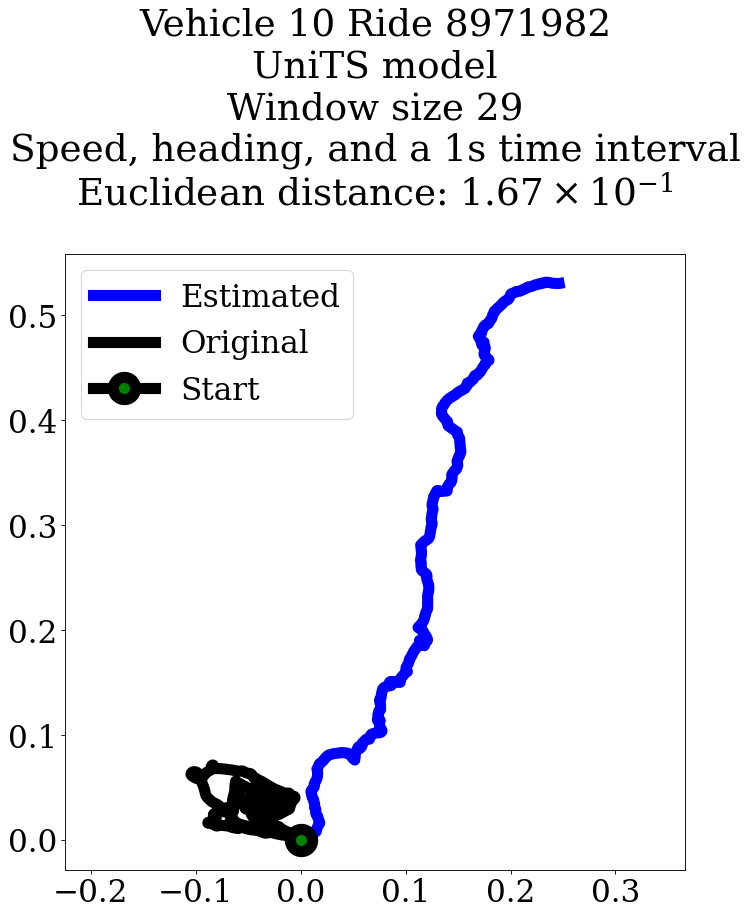 Vehicle 10 Ride 8971982
UniTS model
Window size 29
Speed, heading, and a 1s time interval
Euclidean distance: 1.67 × 10⁻¹
Estimated
Original
Start
0.5
0.4
0.3
0.2
0.1
0.0
−0.2 −0.1 0.0 0.1 0.2 0.3